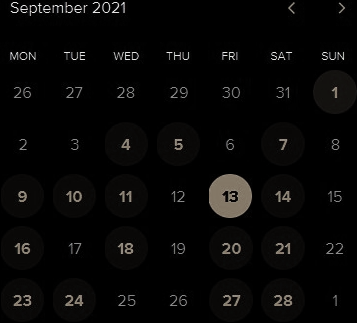 September 2021
MON TUE WED THU FRI SAT SUN
26 27 28 29 30 31 1
2 3 4 5 6 7 8
9 10 11 12 13 14 15
16 17 18 19 20 21 22
23 24 25 26 27 28 1